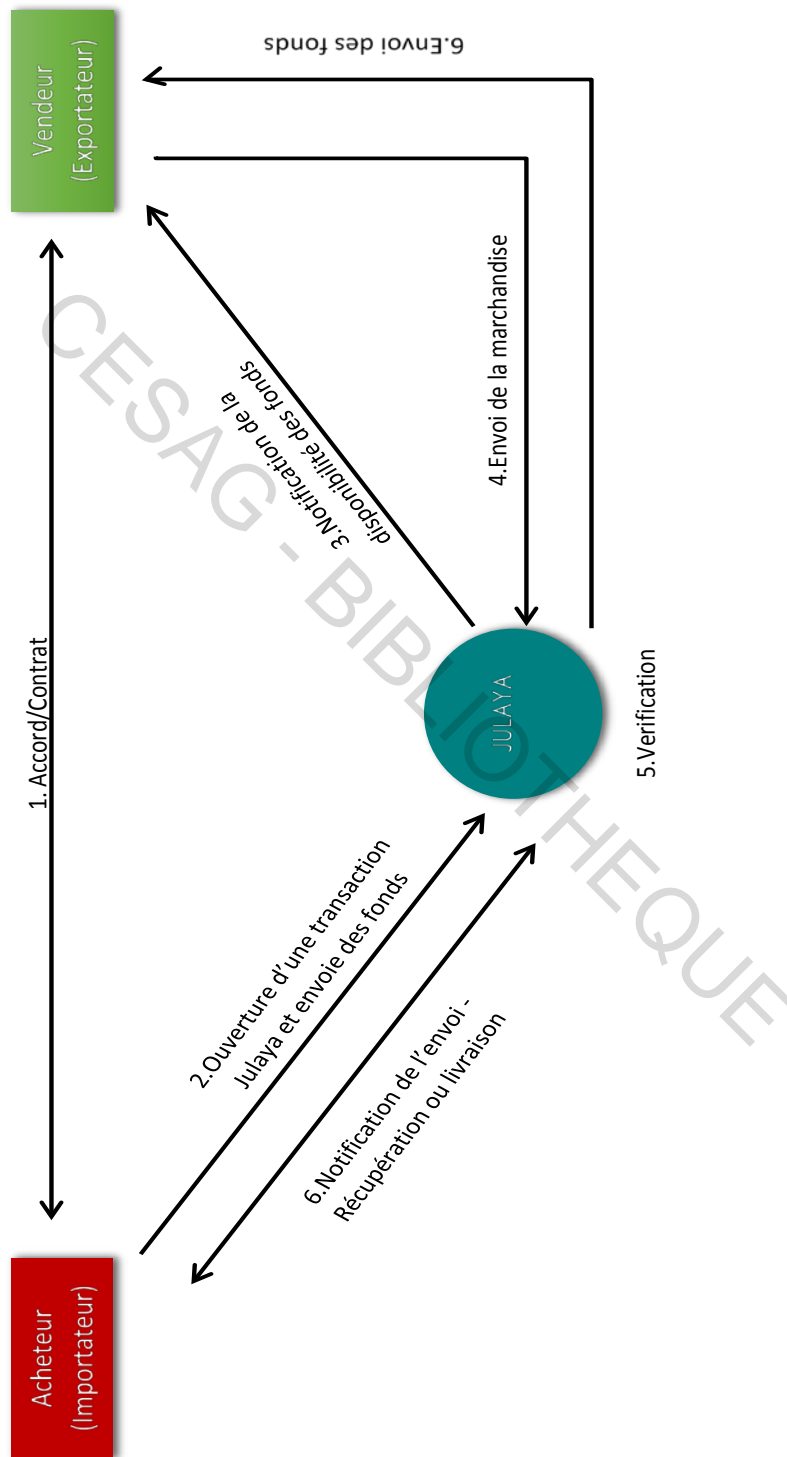 Acheteur
(Importateur)
1. Accord/Contrat
Vendeur
(Exportateur)
2.Ouverture d'une transaction
Julaya et envoie des fonds
3.Notification de la
disponibilité des fonds
6.Notification de l'envoi -
Récupération ou livraison
JULAYA
4.Envoi de la marchandise
5.Verification
6.Envoi des fonds
CESAG - BIBLIOTHEQUE